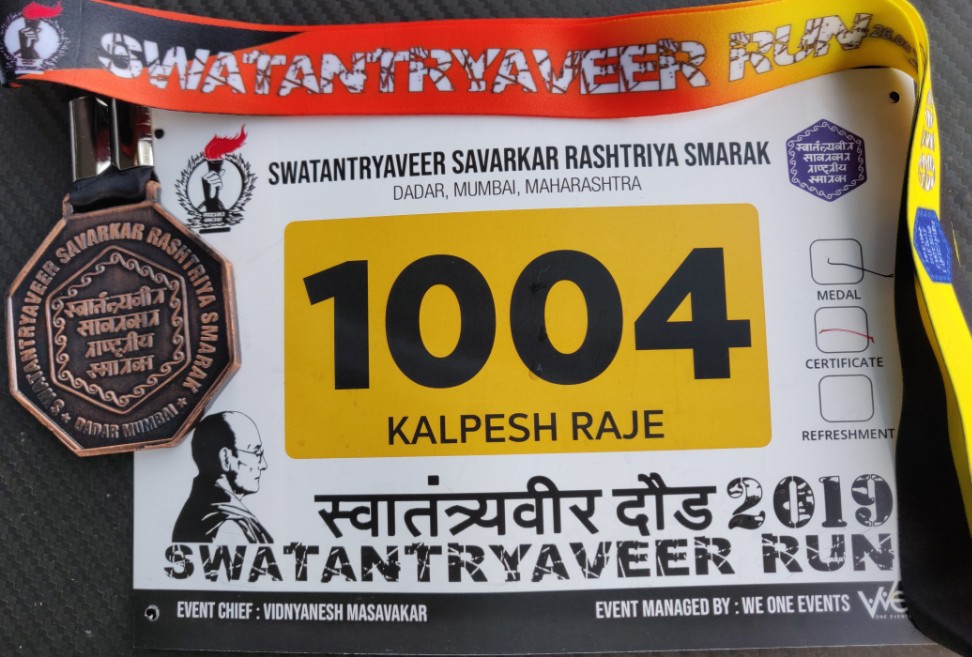 SWATANTRYAVEER RUN
SWATANTRYAVEER SAVARKAR RASHTRIYA SMARAK
DADAR, MUMBAI, MAHARASHTRA
स्वातंत्र्यवीर
सावरकर
राष्ट्रीय
स्मारक
SWATANTRYAVEER SAVARKAR RASHTRIYA SMARAK
स्वातंत्र्यवीर
सावरकर
राष्ट्रीय
स्मारक
★ DADAR MUMBAI ★
1004
KALPESH RAJE
MEDAL
CERTIFICATE
REFRESHMENT
स्वातंत्र्यवीर दौड 2019
SWATANTRYAVEER RUN
EVENT CHIEF : VIDNYANESH MASAVAKAR
EVENT MANAGED BY : WE ONE EVENTS